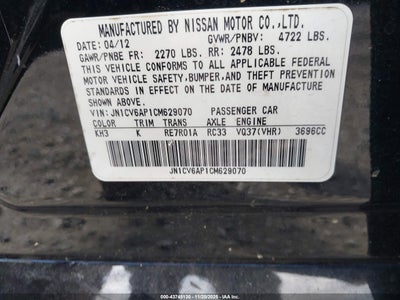 MANUFACTURED BY NISSAN MOTOR CO.,LTD.
DATE: 04/12 GVWR/PNBV: 4722 LBS.
GAWR/PNBE FR: 2270 LBS. RR: 2478 LBS.
THIS VEHICLE CONFORMS TO ALL APPLICABLE FEDERAL
MOTOR VEHICLE SAFETY, BUMPER, AND THEFT PREVENTION
STANDARDS IN EFFECT ON THE DATE OF MANUFACTURE
SHOWN ABOVE.
VIN: JN1CV6AP1CM629070 PASSENGER CAR
COLOR TRIM TRANS AXLE ENGINE
KH3 K RE7R01A RC33 VQ37(VHR) 3696CC
JN1CV6AP1CM629070
000-43745130 - 11/20/2025 - IAAI.COM